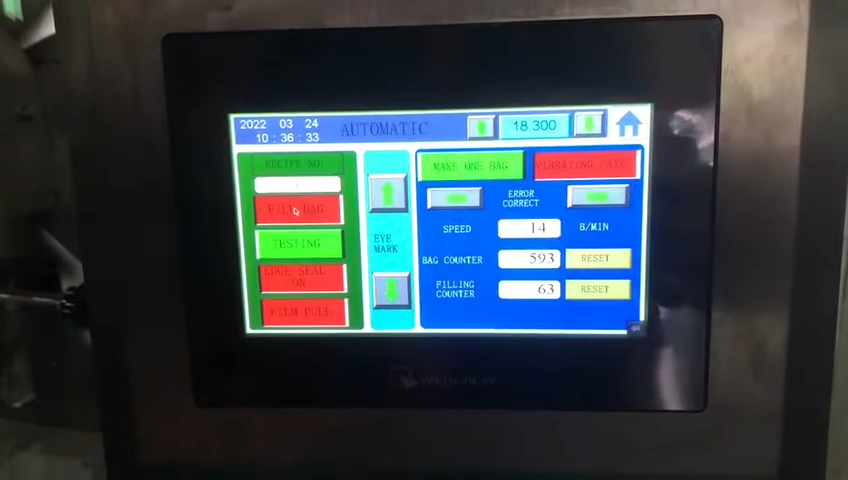 2022 03 24
10 : 36 : 33
AUTOMATIC
18 300
RECIPE NO:
1
FILL BAG
TESTING
EDGE SEAL
ON
FILM PULL
EYE
MARK
MAKE ONE BAG
VIBRATING PLATE
ERROR
CORRECT
SPEED
14
B/MIN
BAG COUNTER
593
RESET
FILLING
COUNTER
63
RESET